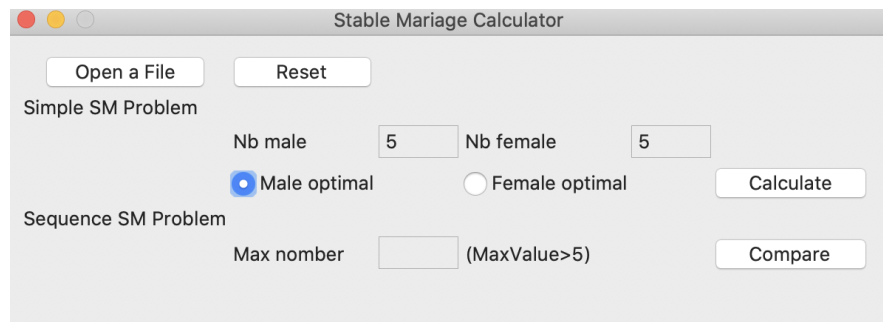 Stable Mariage Calculator
Open a File Reset
Simple SM Problem
Nb male 5 Nb female 5
Male optimal Female optimal Calculate
Sequence SM Problem
Max nomber (MaxValue>5) Compare